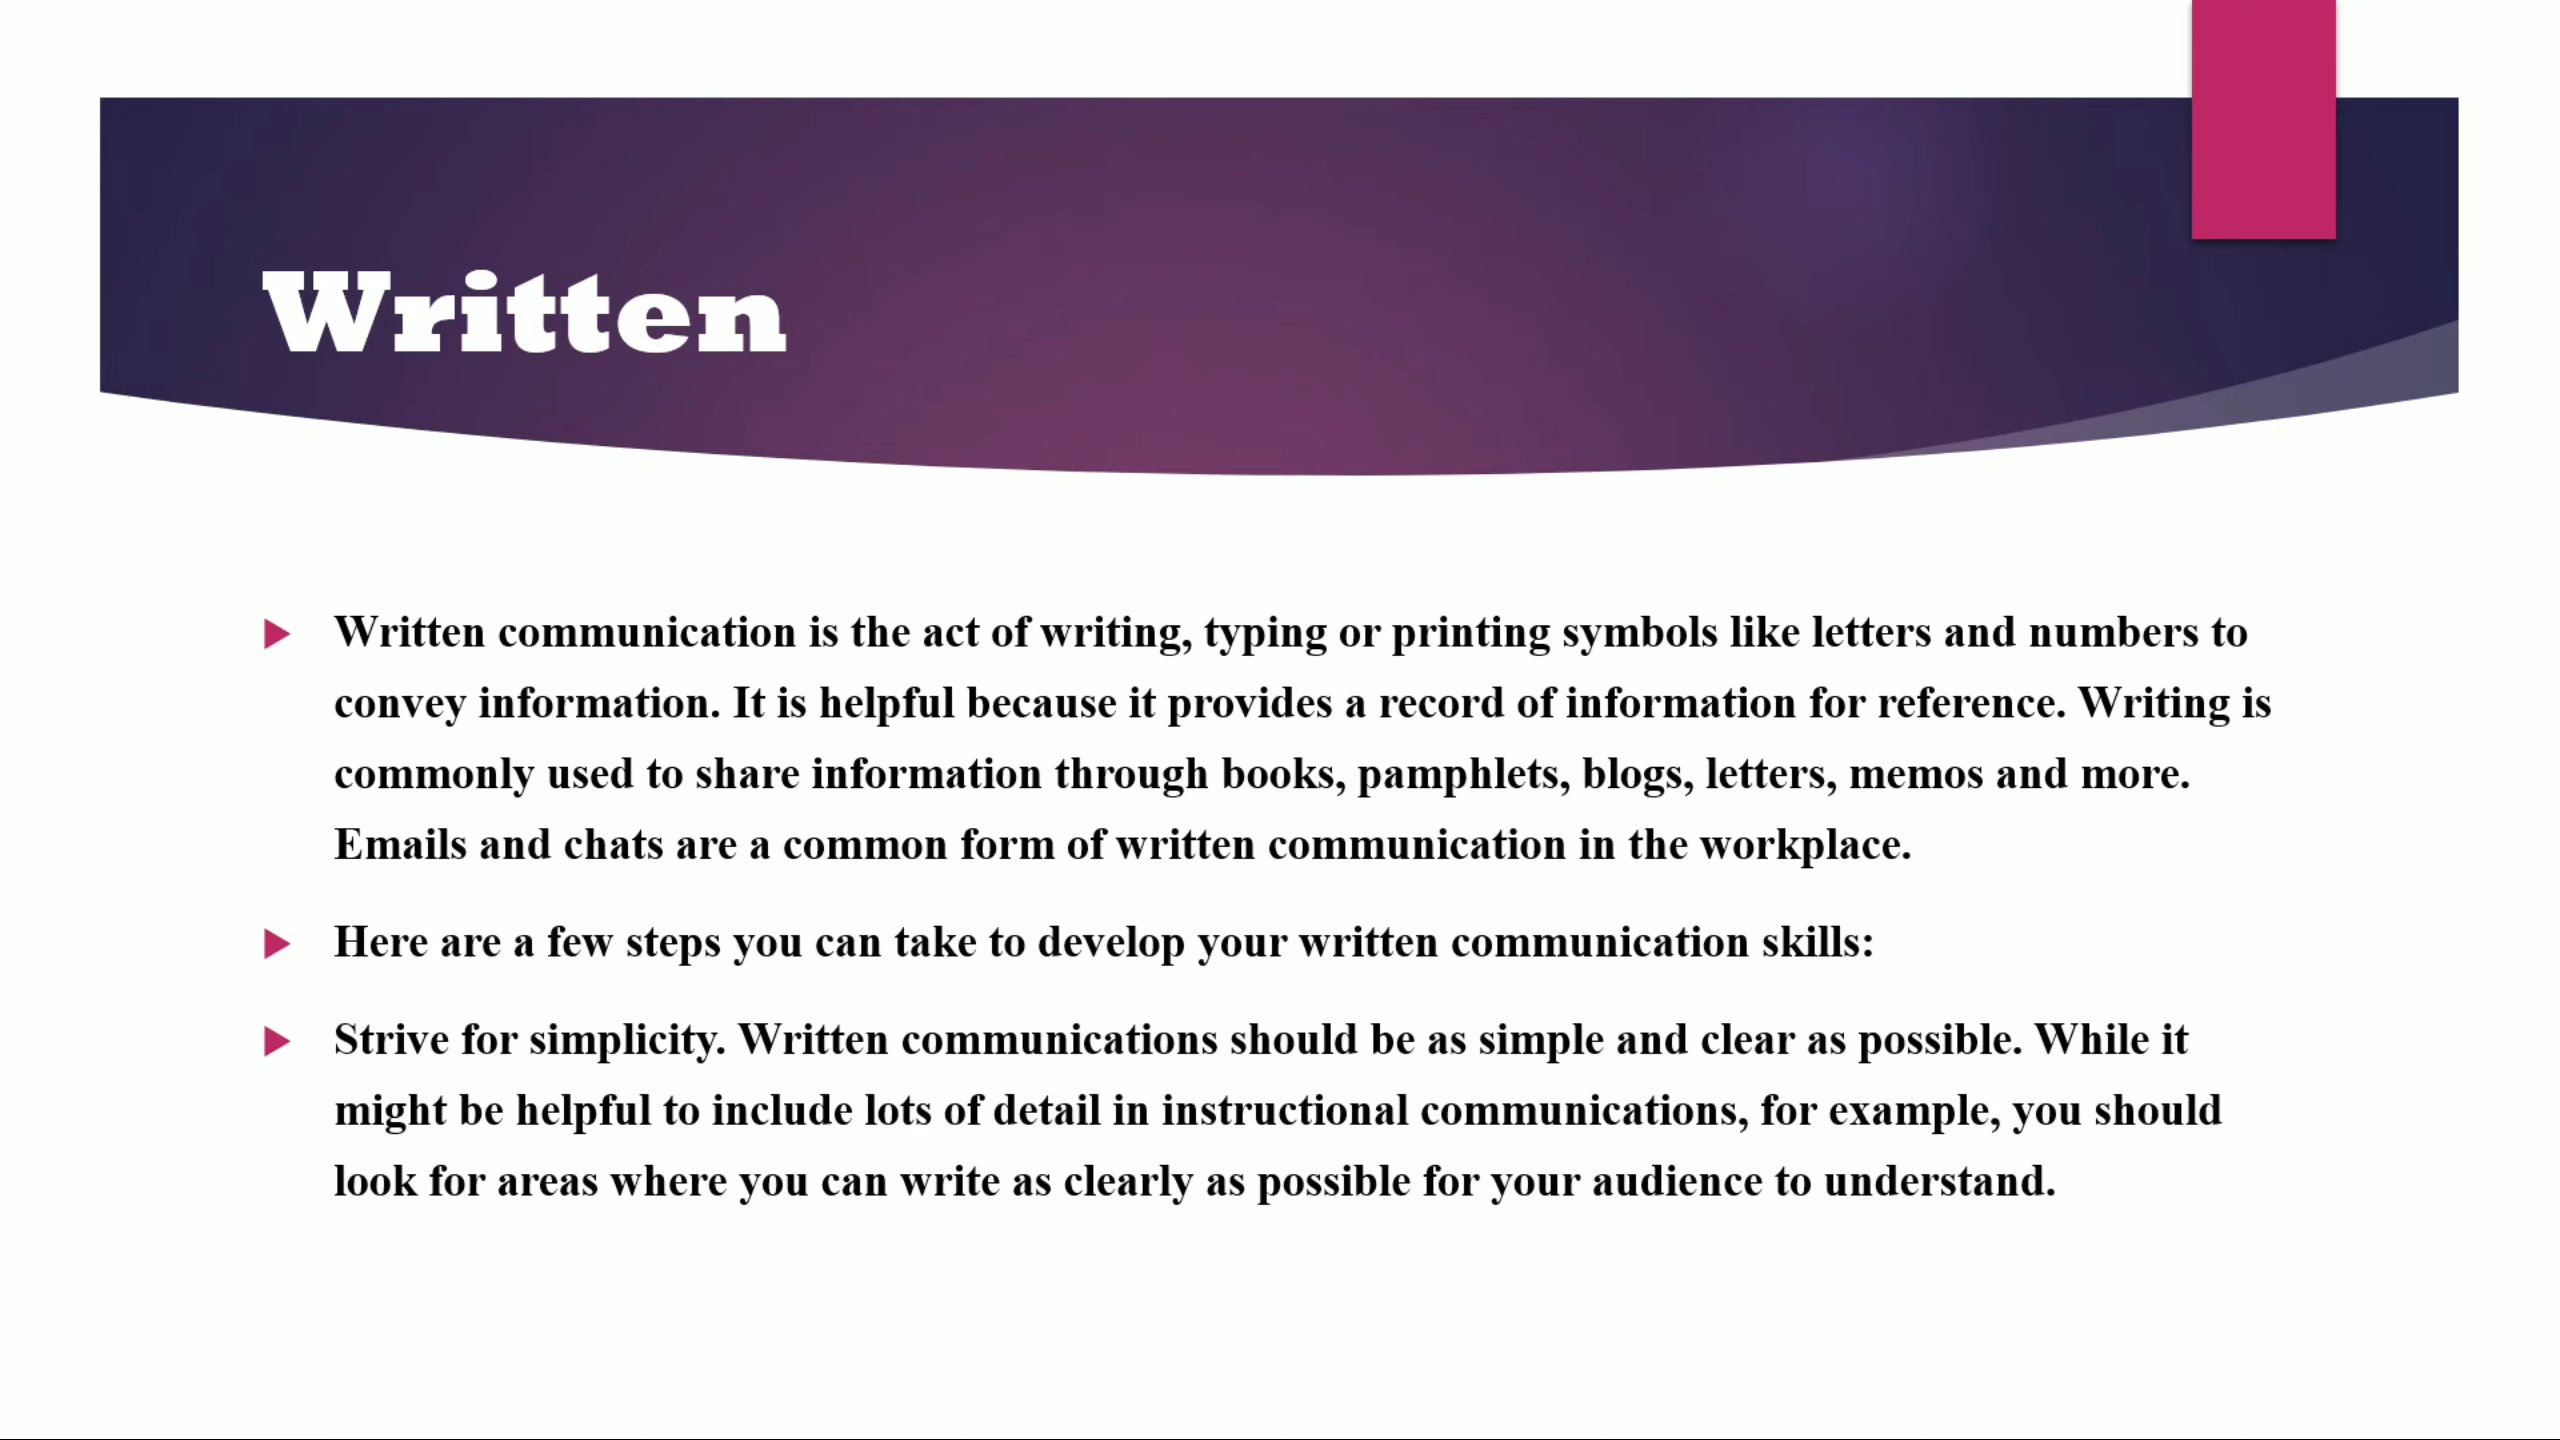 Written
Written communication is the act of writing, typing or printing symbols like letters and numbers to
convey information. It is helpful because it provides a record of information for reference. Writing is
commonly used to share information through books, pamphlets, blogs, letters, memos and more.
Emails and chats are a common form of written communication in the workplace.
Here are a few steps you can take to develop your written communication skills:
Strive for simplicity. Written communications should be as simple and clear as possible. While it
might be helpful to include lots of detail in instructional communications, for example, you should
look for areas where you can write as clearly as possible for your audience to understand.